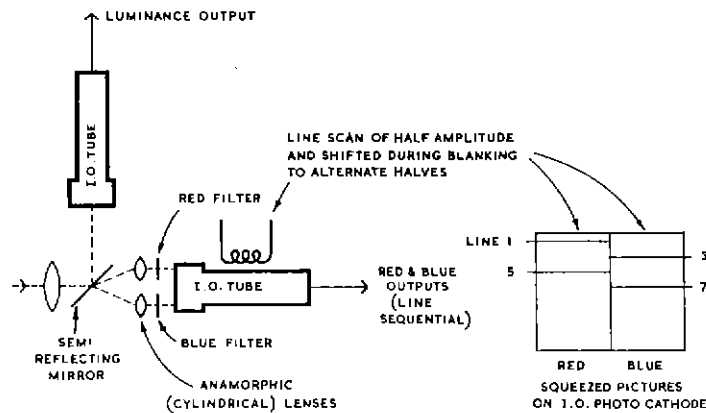 LUMINANCE OUTPUT
I.O. TUBE
LINE SCAN OF HALF AMPLITUDE
AND SHIFTED DURING BLANKING
TO ALTERNATE HALVES
RED FILTER
I.O. TUBE
RED & BLUE
OUTPUTS
(LINE
SEQUENTIAL)
SEMI
REFLECTING
MIRROR
BLUE FILTER
ANAMORPHIC
(CYLINDRICAL) LENSES
LINE 1
3
5
7
RED
BLUE
SQUEEZED PICTURES
ON I.O. PHOTO CATHODE